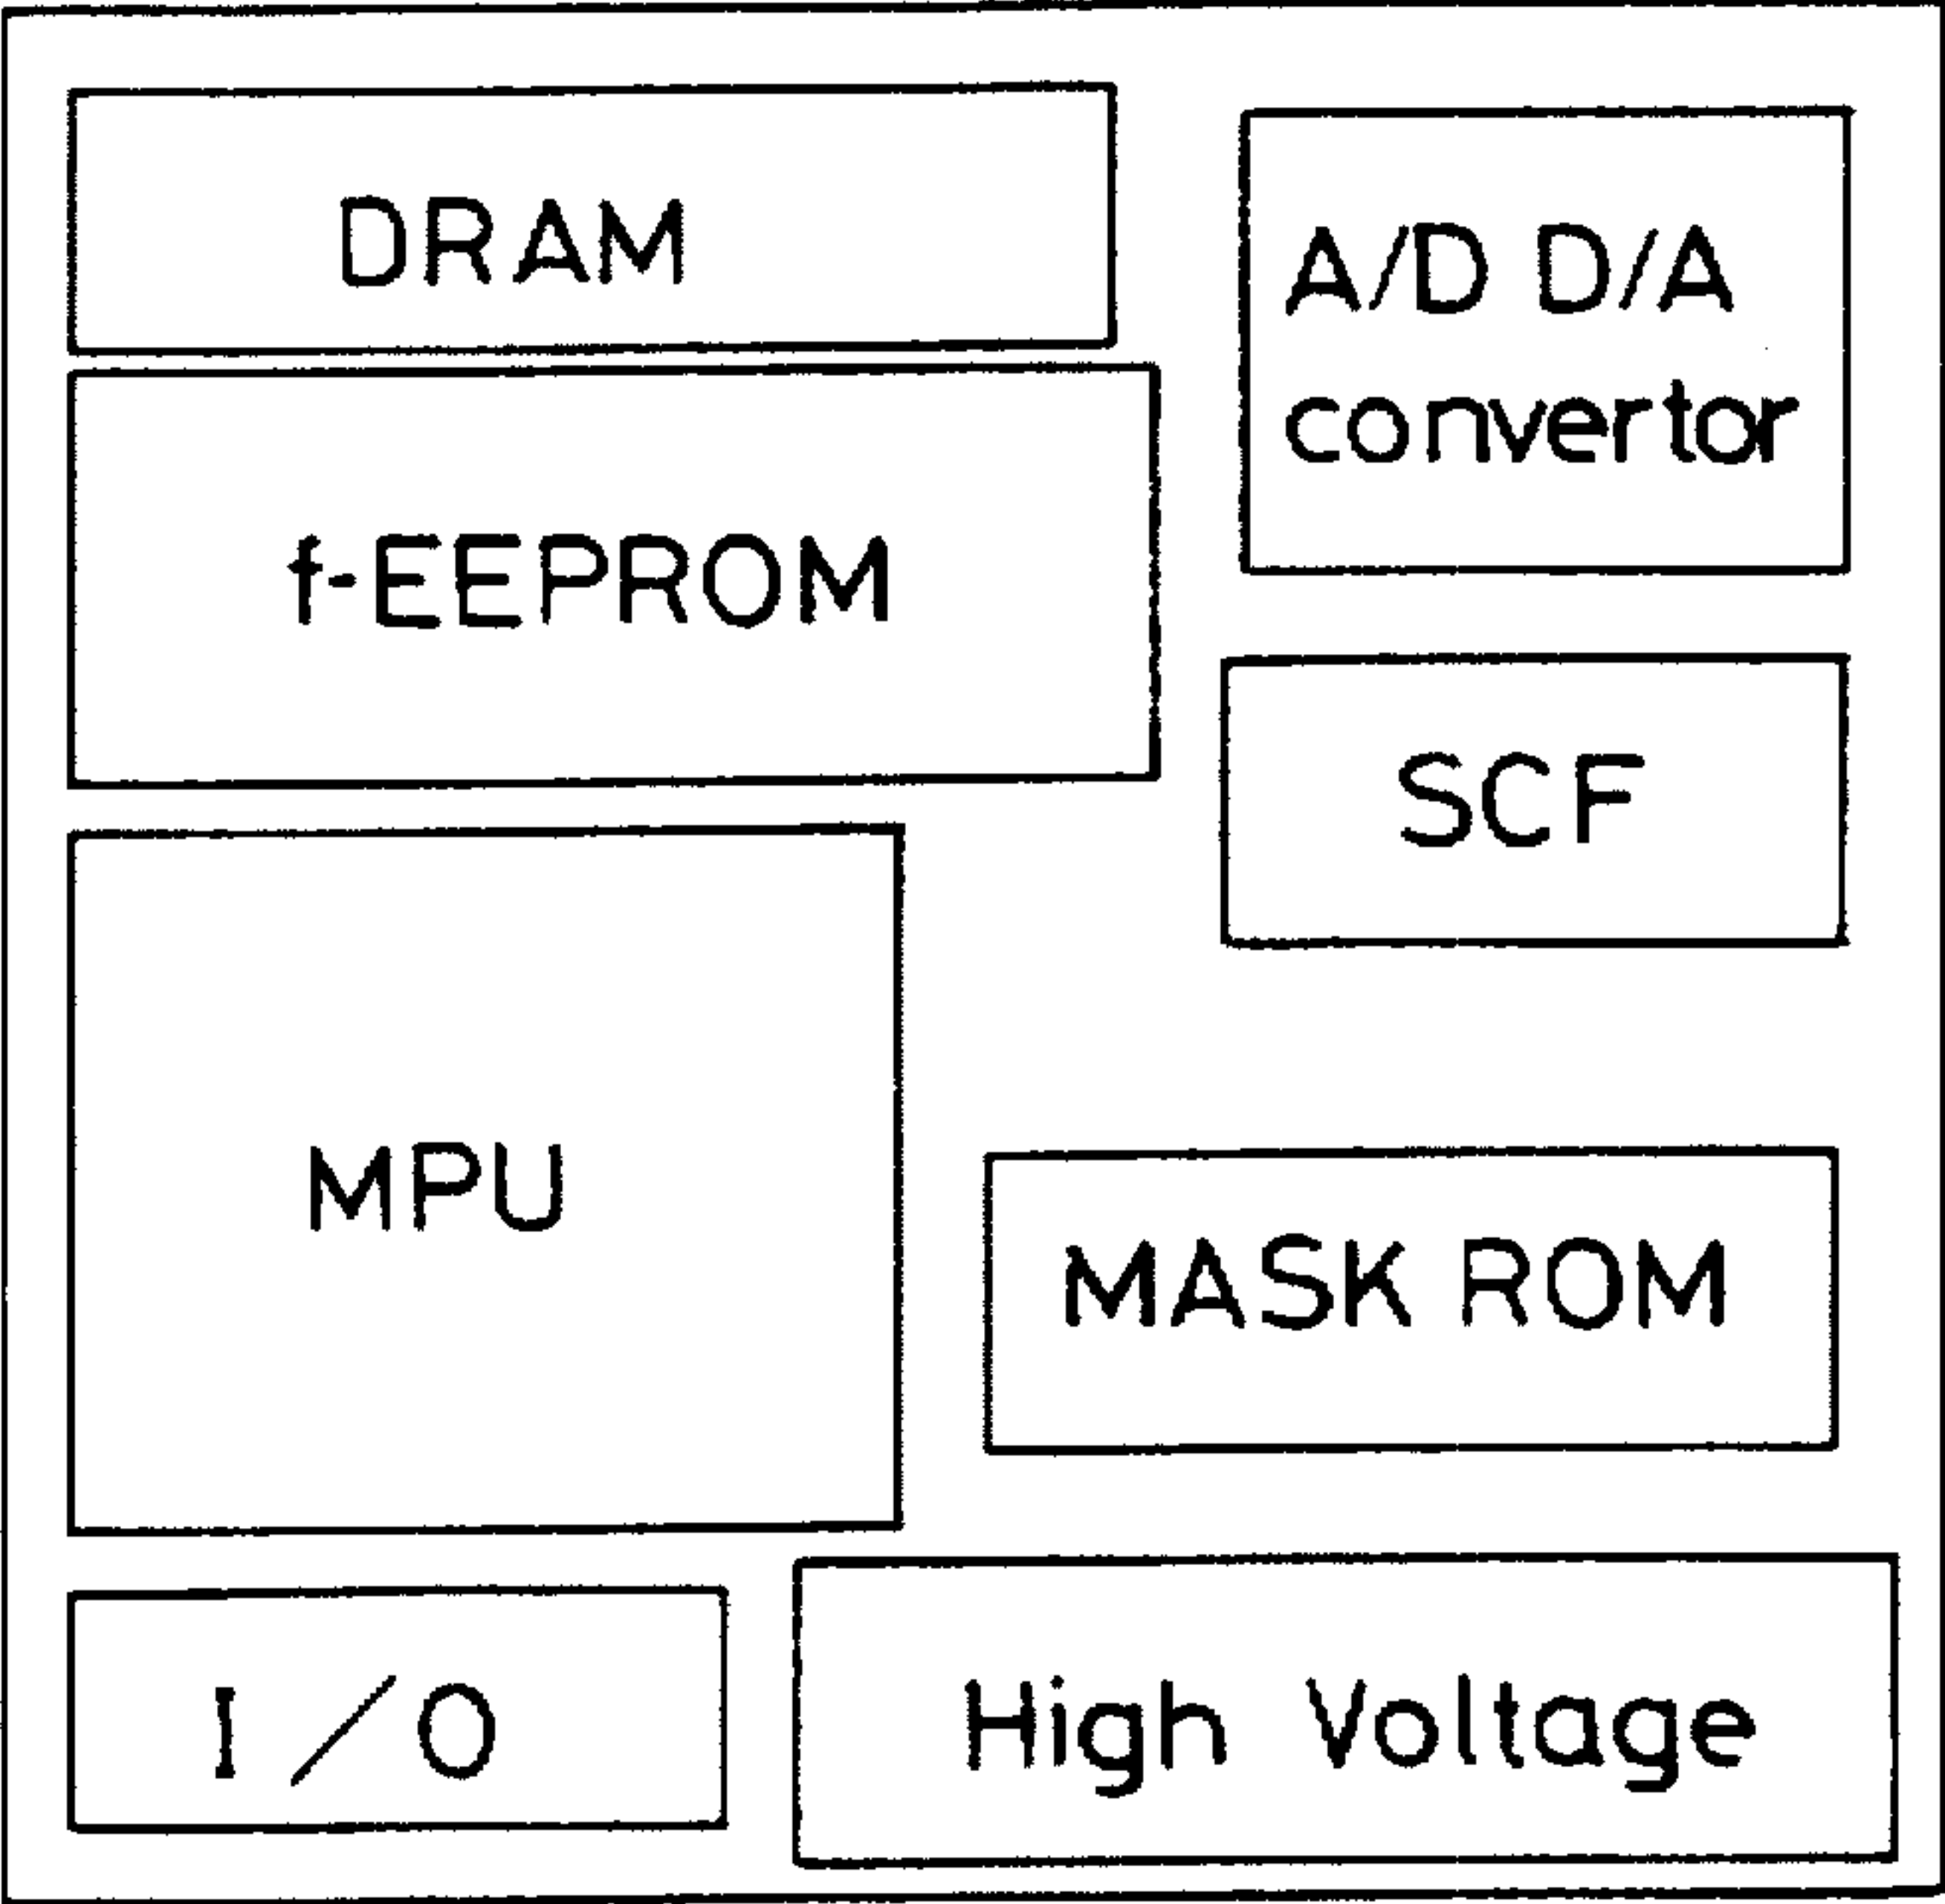 DRAM
A/D D/A
convertor
f-EEPROM
SCF
MPU
MASK ROM
I/O
High Voltage